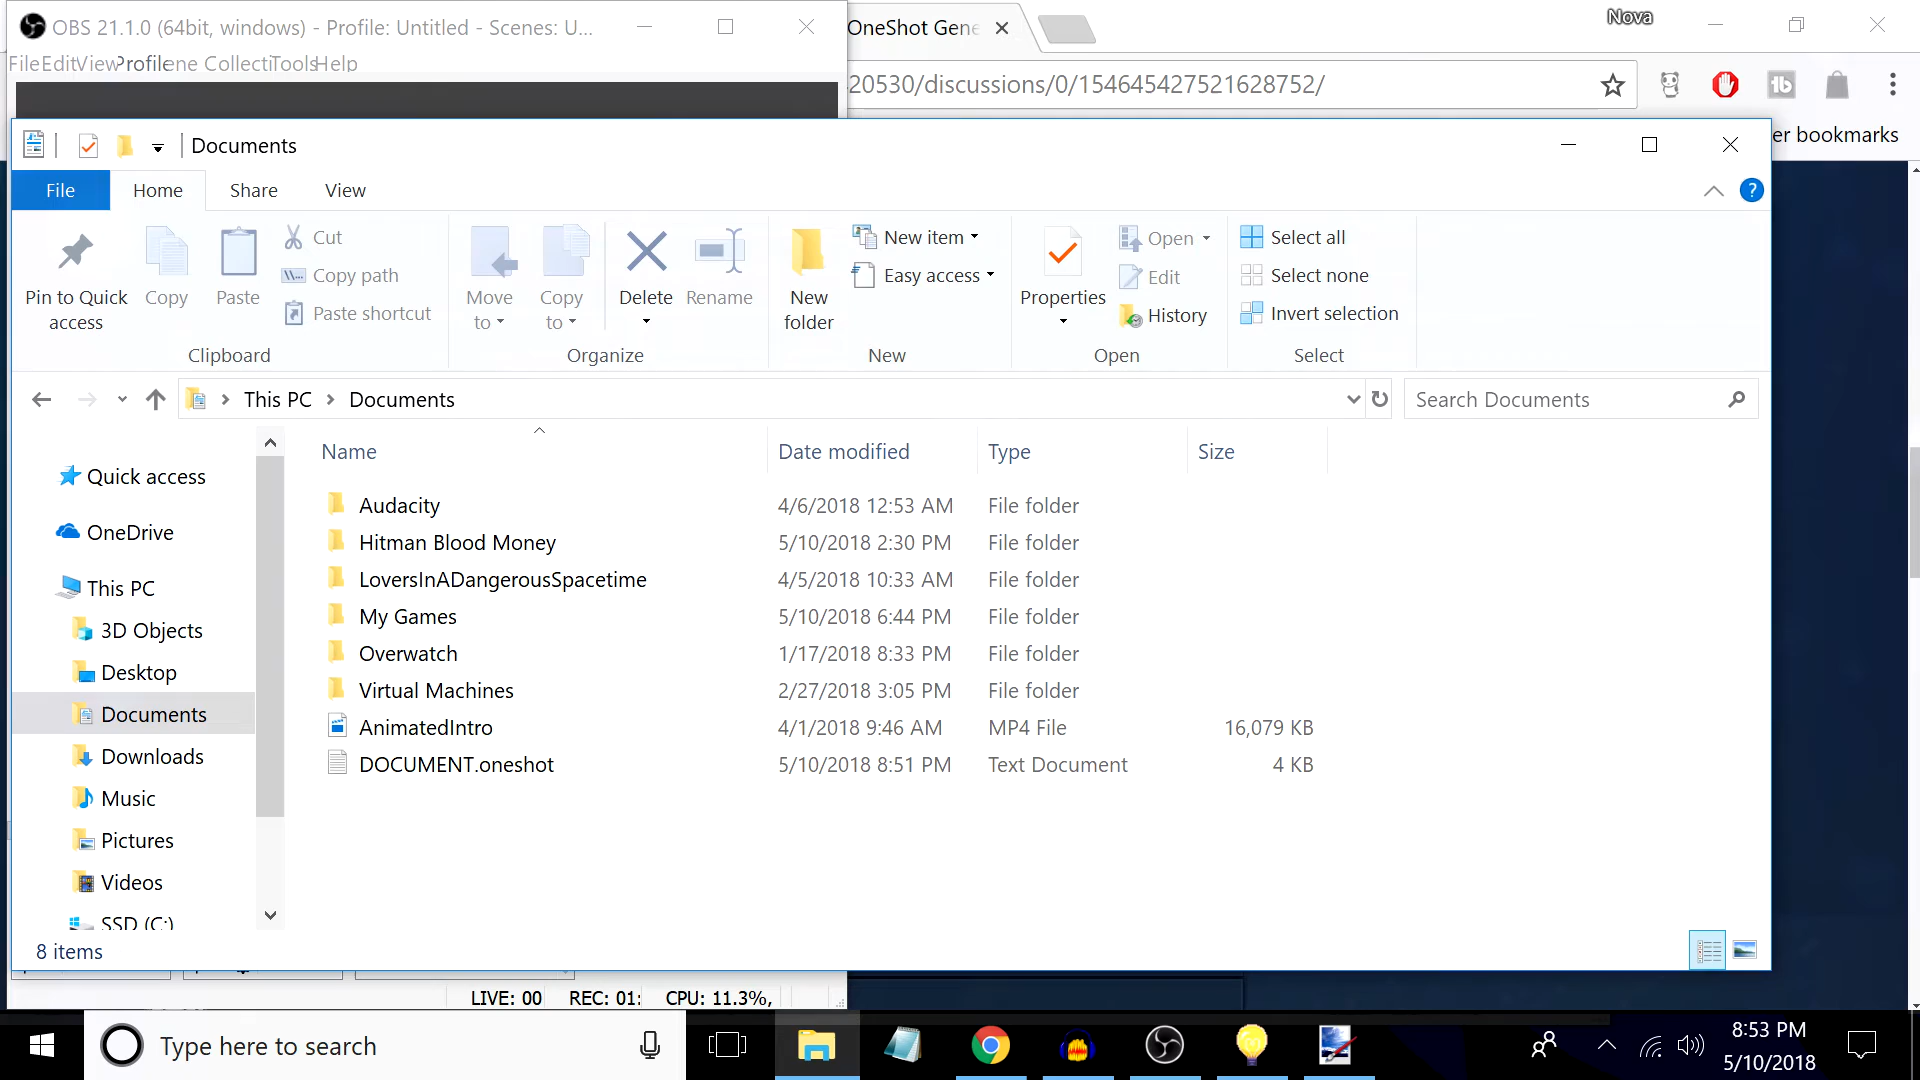 OBS 21.1.0 (64bit, windows) - Profile: Untitled - Scenes: U...
OneShot Gene
Nova
File Edit View Profile ene Collecti Tools Help
20530/discussions/0/154645427521628752/
er bookmarks
Documents
File Home Share View
Pin to Quick access
Copy
Paste
Cut
Copy path
Paste shortcut
Clipboard
Move to
Copy to
Delete
Rename
Organize
New folder
New item
Easy access
New
Properties
Open
Edit
History
Open
Select all
Select none
Invert selection
Select
This PC > Documents
Search Documents
Quick access
OneDrive
This PC
3D Objects
Desktop
Documents
Downloads
Music
Pictures
Videos
SSD (C:)
Name Date modified Type Size
Audacity 4/6/2018 12:53 AM File folder
Hitman Blood Money 5/10/2018 2:30 PM File folder
LoversInADangerousSpacetime 4/5/2018 10:33 AM File folder
My Games 5/10/2018 6:44 PM File folder
Overwatch 1/17/2018 8:33 PM File folder
Virtual Machines 2/27/2018 3:05 PM File folder
AnimatedIntro 4/1/2018 9:46 AM MP4 File 16,079 KB
DOCUMENT.oneshot 5/10/2018 8:51 PM Text Document 4 KB
8 items
LIVE: 00 REC: 01: CPU: 11.3%,
Type here to search
8:53 PM
5/10/2018